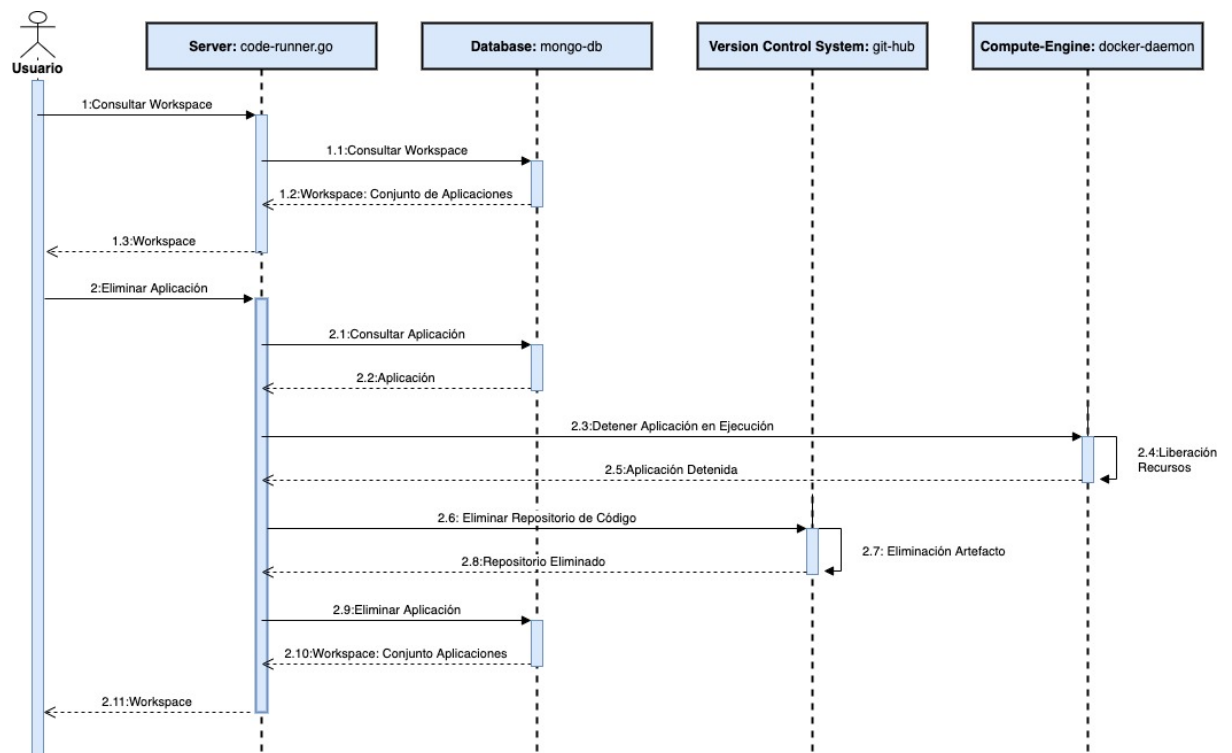 Usuario
Server: code-runner.go
Database: mongo-db
Version Control System: git-hub
Compute-Engine: docker-daemon
1:Consultar Workspace
1.1:Consultar Workspace
1.2:Workspace: Conjunto de Aplicaciones
1.3:Workspace
2:Eliminar Aplicación
2.1:Consultar Aplicación
2.2:Aplicación
2.3:Detener Aplicación en Ejecución
2.4:Liberación
Recursos
2.5:Aplicación Detenida
2.6: Eliminar Repositorio de Código
2.7: Eliminación Artefacto
2.8:Repositorio Eliminado
2.9:Eliminar Aplicación
2.10:Workspace: Conjunto Aplicaciones
2.11:Workspace